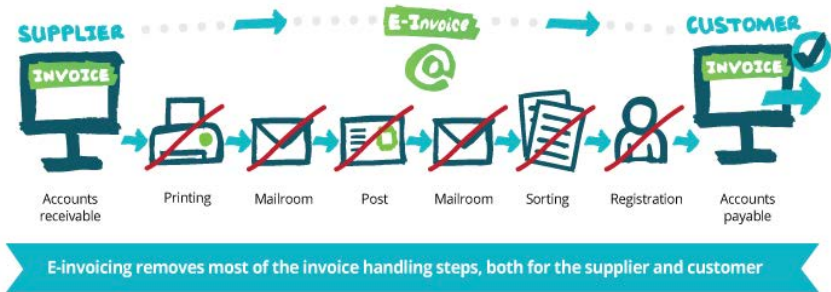 SUPPLIER
E-Invoice
CUSTOMER
INVOICE
@
INVOICE
Accounts
receivable
Printing
Mailroom
Post
Mailroom
Sorting
Registration
Accounts
payable
E-invoicing removes most of the invoice handling steps, both for the supplier and customer